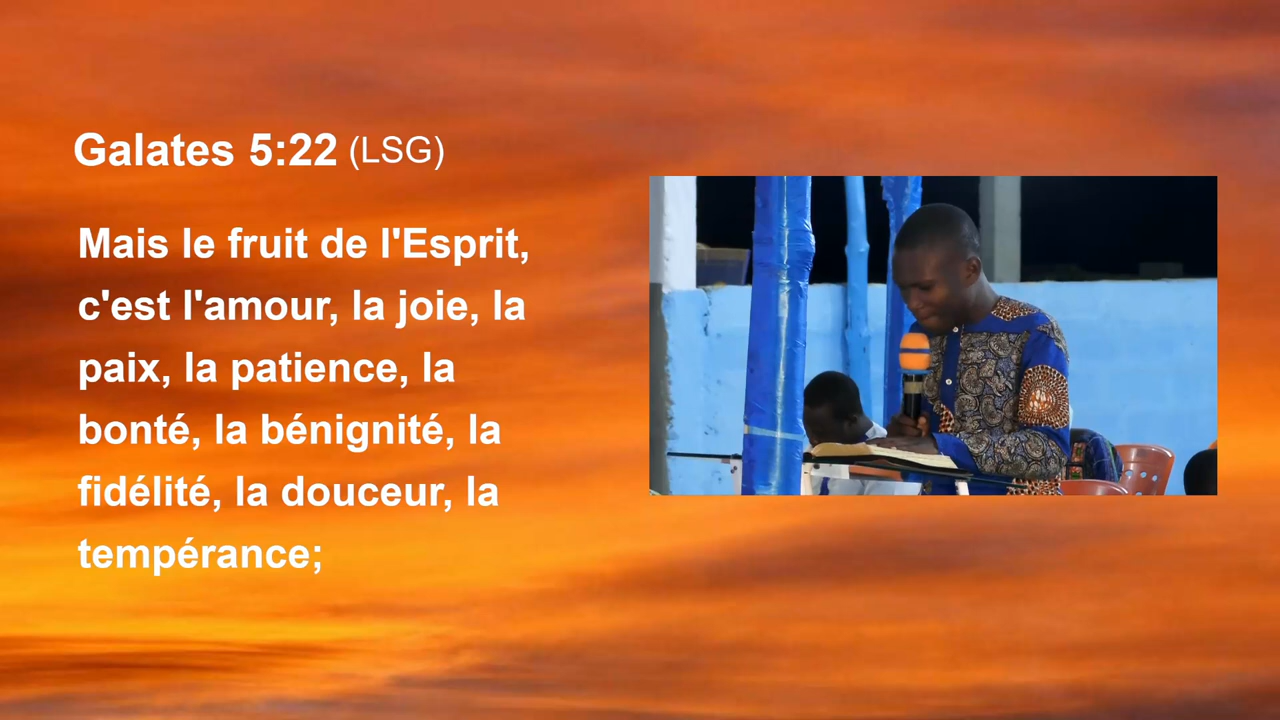 Galates 5:22 (LSG)
Mais le fruit de l'Esprit,
c'est l'amour, la joie, la
paix, la patience, la
bonté, la bénignité, la
fidélité, la douceur, la
tempérance;